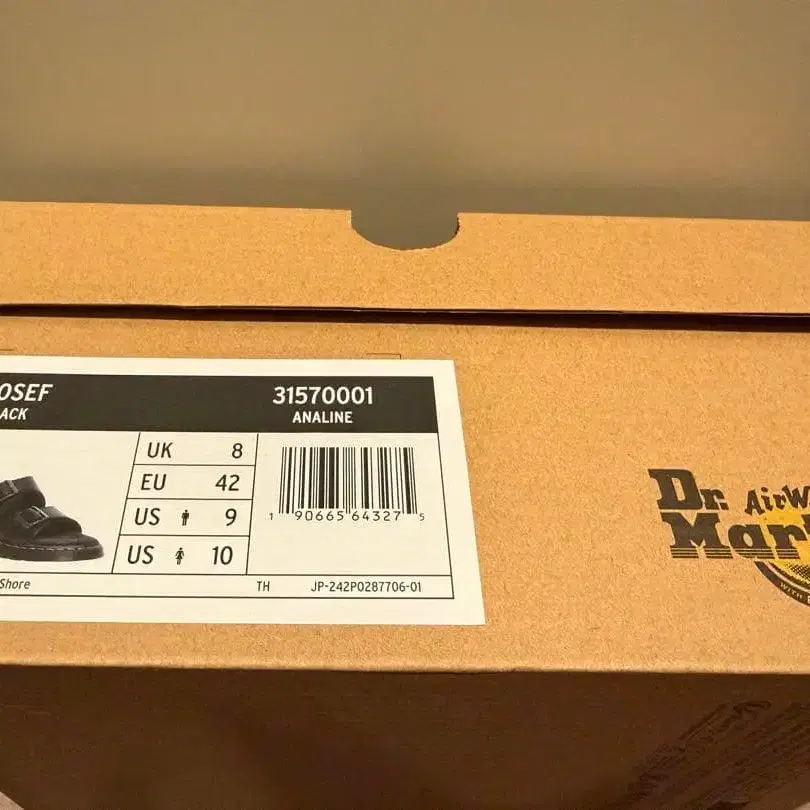 OSEF
ACK
31570001
ANALINE
UK 8
EU 42
US 9
US 10
1 90665 64327 5
Shore
TH JP-242P0287706-01
Dr.
Mar
AirW
WITH